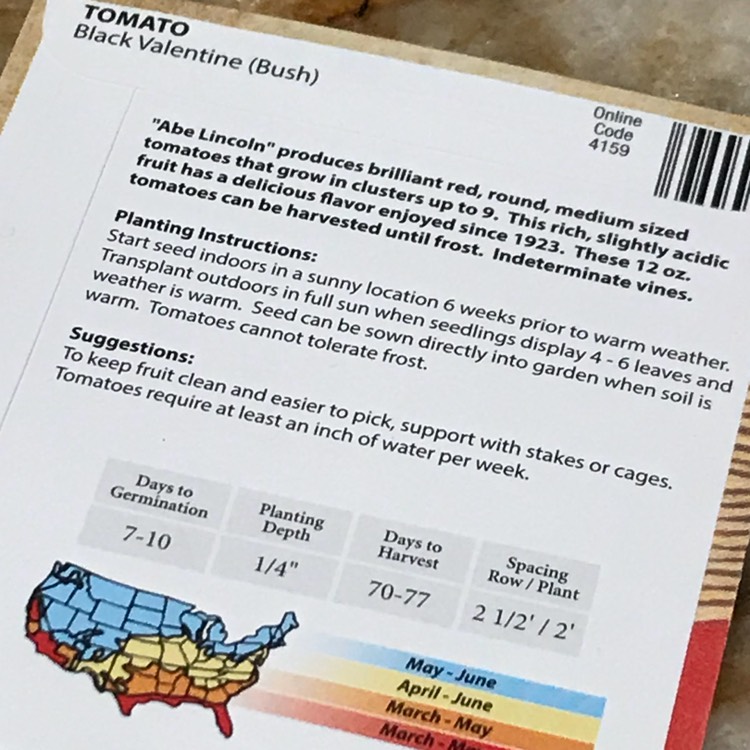 TOMATO
Black Valentine (Bush)
Online
Code
4159
"Abe Lincoln" produces brilliant red, round, medium sized
tomatoes that grow in clusters up to 9. This rich, slightly acidic
fruit has a delicious flavor enjoyed since 1923. These 12 oz.
tomatoes can be harvested until frost. Indeterminate vines.
Planting Instructions:
Start seed indoors in a sunny location 6 weeks prior to warm weather.
Transplant outdoors in full sun when seedlings display 4 - 6 leaves and
weather is warm. Seed can be sown directly into garden when soil is
warm. Tomatoes cannot tolerate frost.
Suggestions:
To keep fruit clean and easier to pick, support with stakes or cages.
Tomatoes require at least an inch of water per week.
Days to
Germination
7-10
Planting
Depth
1/4"
Days to
Harvest
70-77
Spacing
Row / Plant
2 1/2' / 2'
May - June
April - June
March - May
March -